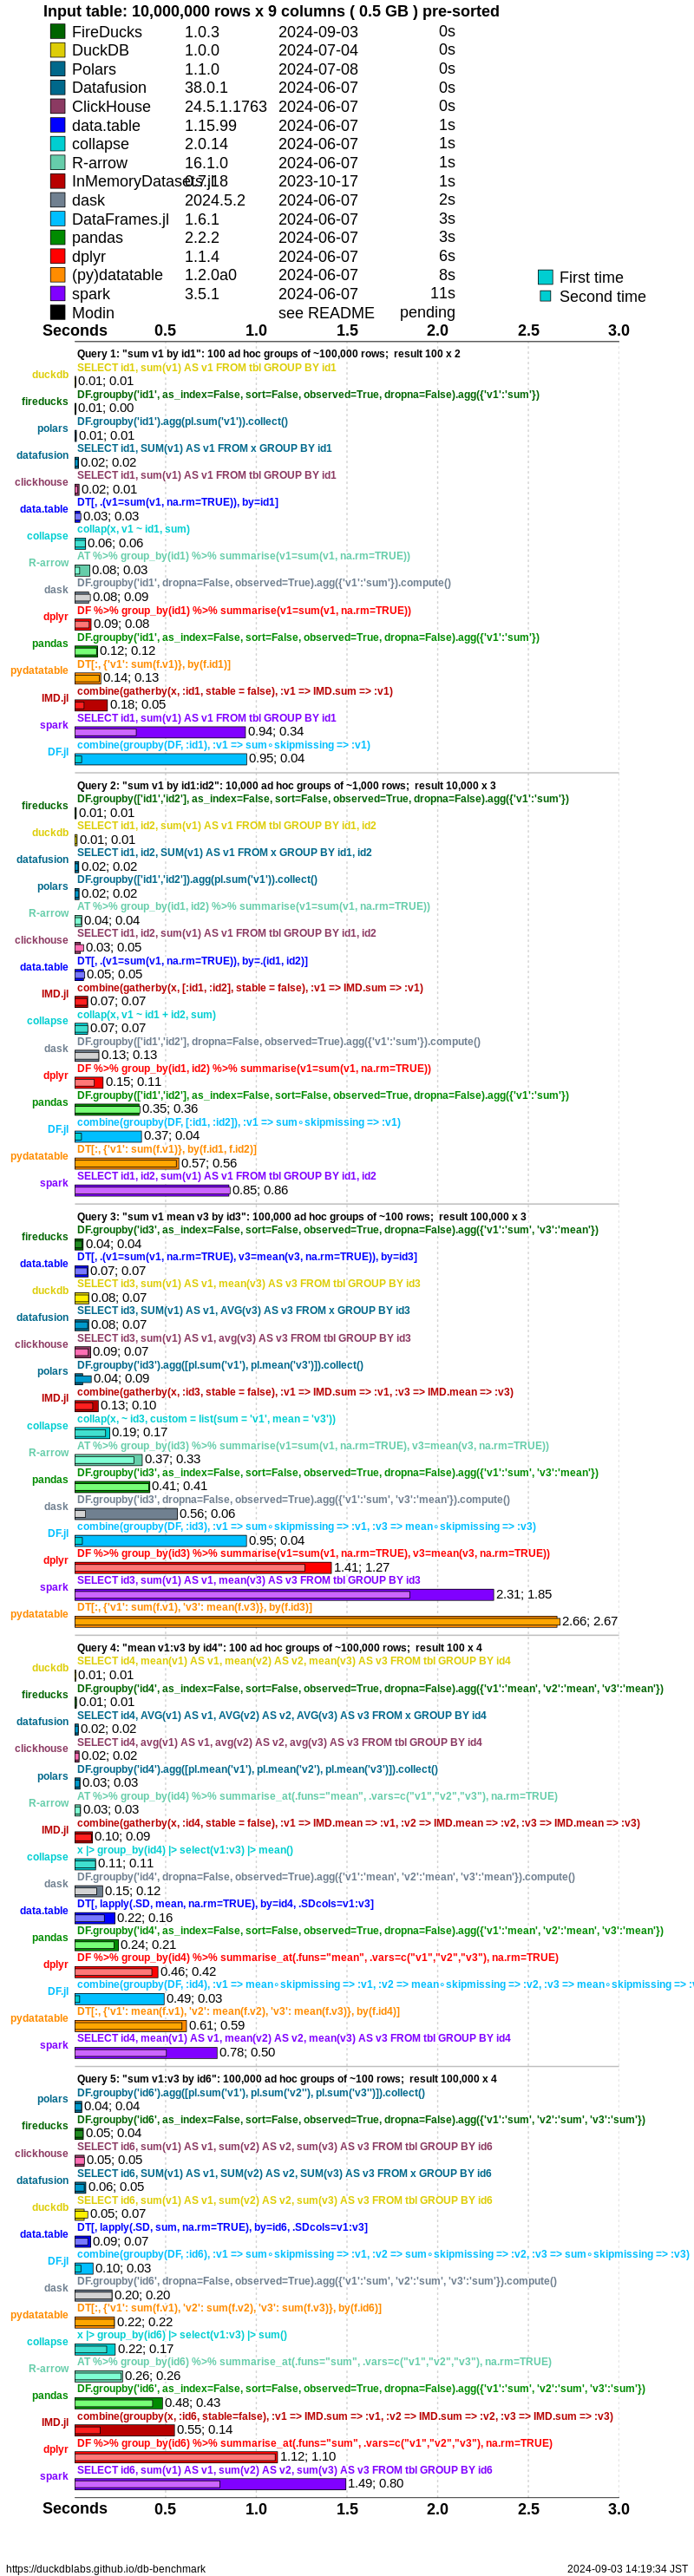 Input table: 10,000,000 rows x 9 columns ( 0.5 GB ) pre-sorted
FireDucks 1.0.3 2024-09-03 0s
DuckDB 1.0.0 2024-07-04 0s
Polars 1.1.0 2024-07-08 0s
Datafusion 38.0.1 2024-06-07 0s
ClickHouse 24.5.1.1763 2024-06-07 0s
data.table 1.15.99 2024-06-07 1s
collapse 2.0.14 2024-06-07 1s
R-arrow 16.1.0 2024-06-07 1s
InMemoryDatasets.jl 0.7.18 2023-10-17 1s
dask 2024.5.2 2024-06-07 2s
DataFrames.jl 1.6.1 2024-06-07 3s
pandas 2.2.2 2024-06-07 3s
dplyr 1.1.4 2024-06-07 6s
(py)datatable 1.2.0a0 2024-06-07 8s
spark 3.5.1 2024-06-07 11s
Modin see README pending
First time
Second time
Seconds 0.5 1.0 1.5 2.0 2.5 3.0
Query 1: "sum v1 by id1": 100 ad hoc groups of ~100,000 rows; result 100 x 2
SELECT id1, sum(v1) AS v1 FROM tbl GROUP BY id1
duckdb 0.01; 0.01
DF.groupby('id1', as_index=False, sort=False, observed=True, dropna=False).agg({'v1':'sum'})
fireducks 0.01; 0.00
DF.groupby('id1').agg(pl.sum('v1')).collect()
polars 0.01; 0.01
SELECT id1, SUM(v1) AS v1 FROM x GROUP BY id1
datafusion 0.02; 0.02
SELECT id1, sum(v1) AS v1 FROM tbl GROUP BY id1
clickhouse 0.02; 0.01
DT[, .(v1=sum(v1, na.rm=TRUE)), by=id1]
data.table 0.03; 0.03
collap(x, v1 ~ id1, sum)
collapse 0.06; 0.06
AT %>% group_by(id1) %>% summarise(v1=sum(v1, na.rm=TRUE))
R-arrow 0.08; 0.03
DF.groupby('id1', dropna=False, observed=True).agg({'v1':'sum'}).compute()
dask 0.08; 0.09
DF %>% group_by(id1) %>% summarise(v1=sum(v1, na.rm=TRUE))
dplyr 0.09; 0.08
DF.groupby('id1', as_index=False, sort=False, observed=True, dropna=False).agg({'v1':'sum'})
pandas 0.12; 0.12
DT[:, {'v1': sum(f.v1)}, by(f.id1)]
pydatatable 0.14; 0.13
combine(gatherby(x, :id1, stable = false), :v1 => IMD.sum => :v1)
IMD.jl 0.18; 0.05
SELECT id1, sum(v1) AS v1 FROM tbl GROUP BY id1
spark 0.94; 0.34
combine(groupby(DF, :id1), :v1 => sum∘skipmissing => :v1)
DF.jl 0.95; 0.04
Query 2: "sum v1 by id1:id2": 10,000 ad hoc groups of ~1,000 rows; result 10,000 x 3
DF.groupby(['id1','id2'], as_index=False, sort=False, observed=True, dropna=False).agg({'v1':'sum'})
fireducks 0.01; 0.01
SELECT id1, id2, sum(v1) AS v1 FROM tbl GROUP BY id1, id2
duckdb 0.01; 0.01
SELECT id1, id2, SUM(v1) AS v1 FROM x GROUP BY id1, id2
datafusion 0.02; 0.02
DF.groupby(['id1','id2']).agg(pl.sum('v1')).collect()
polars 0.02; 0.02
AT %>% group_by(id1, id2) %>% summarise(v1=sum(v1, na.rm=TRUE))
R-arrow 0.04; 0.04
SELECT id1, id2, sum(v1) AS v1 FROM tbl GROUP BY id1, id2
clickhouse 0.03; 0.05
DT[, .(v1=sum(v1, na.rm=TRUE)), by=.(id1, id2)]
data.table 0.05; 0.05
combine(gatherby(x, [:id1, :id2], stable = false), :v1 => IMD.sum => :v1)
IMD.jl 0.07; 0.07
collap(x, v1 ~ id1 + id2, sum)
collapse 0.07; 0.07
DF.groupby(['id1','id2'], dropna=False, observed=True).agg({'v1':'sum'}).compute()
dask 0.13; 0.13
DF %>% group_by(id1, id2) %>% summarise(v1=sum(v1, na.rm=TRUE))
dplyr 0.15; 0.11
DF.groupby(['id1','id2'], as_index=False, sort=False, observed=True, dropna=False).agg({'v1':'sum'})
pandas 0.35; 0.36
combine(groupby(DF, [:id1, :id2]), :v1 => sum∘skipmissing => :v1)
DF.jl 0.37; 0.04
DT[:, {'v1': sum(f.v1)}, by(f.id1, f.id2)]
pydatatable 0.57; 0.56
SELECT id1, id2, sum(v1) AS v1 FROM tbl GROUP BY id1, id2
spark 0.85; 0.86
Query 3: "sum v1 mean v3 by id3": 100,000 ad hoc groups of ~100 rows; result 100,000 x 3
DF.groupby('id3', as_index=False, sort=False, observed=True, dropna=False).agg({'v1':'sum', 'v3':'mean'})
fireducks 0.04; 0.04
DT[, .(v1=sum(v1, na.rm=TRUE), v3=mean(v3, na.rm=TRUE)), by=id3]
data.table 0.07; 0.07
SELECT id3, sum(v1) AS v1, mean(v3) AS v3 FROM tbl GROUP BY id3
duckdb 0.08; 0.07
SELECT id3, SUM(v1) AS v1, AVG(v3) AS v3 FROM x GROUP BY id3
datafusion 0.08; 0.07
SELECT id3, sum(v1) AS v1, avg(v3) AS v3 FROM tbl GROUP BY id3
clickhouse 0.09; 0.07
DF.groupby('id3').agg([pl.sum('v1'), pl.mean('v3')]).collect()
polars 0.04; 0.09
combine(gatherby(x, :id3, stable = false), :v1 => IMD.sum => :v1, :v3 => IMD.mean => :v3)
IMD.jl 0.13; 0.10
collap(x, ~ id3, custom = list(sum = 'v1', mean = 'v3'))
collapse 0.19; 0.17
AT %>% group_by(id3) %>% summarise(v1=sum(v1, na.rm=TRUE), v3=mean(v3, na.rm=TRUE))
R-arrow 0.37; 0.33
DF.groupby('id3', as_index=False, sort=False, observed=True, dropna=False).agg({'v1':'sum', 'v3':'mean'})
pandas 0.41; 0.41
DF.groupby('id3', dropna=False, observed=True).agg({'v1':'sum', 'v3':'mean'}).compute()
dask 0.56; 0.06
combine(groupby(DF, :id3), :v1 => sum∘skipmissing => :v1, :v3 => mean∘skipmissing => :v3)
DF.jl 0.95; 0.04
DF %>% group_by(id3) %>% summarise(v1=sum(v1, na.rm=TRUE), v3=mean(v3, na.rm=TRUE))
dplyr 1.41; 1.27
SELECT id3, sum(v1) AS v1, mean(v3) AS v3 FROM tbl GROUP BY id3
spark 2.31; 1.85
DT[:, {'v1': sum(f.v1), 'v3': mean(f.v3)}, by(f.id3)]
pydatatable 2.66; 2.67
Query 4: "mean v1:v3 by id4": 100 ad hoc groups of ~100,000 rows; result 100 x 4
SELECT id4, mean(v1) AS v1, mean(v2) AS v2, mean(v3) AS v3 FROM tbl GROUP BY id4
duckdb 0.01; 0.01
DF.groupby('id4', as_index=False, sort=False, observed=True, dropna=False).agg({'v1':'mean', 'v2':'mean', 'v3':'mean'})
fireducks 0.01; 0.01
SELECT id4, AVG(v1) AS v1, AVG(v2) AS v2, AVG(v3) AS v3 FROM x GROUP BY id4
datafusion 0.02; 0.02
SELECT id4, avg(v1) AS v1, avg(v2) AS v2, avg(v3) AS v3 FROM tbl GROUP BY id4
clickhouse 0.02; 0.02
DF.groupby('id4').agg([pl.mean('v1'), pl.mean('v2'), pl.mean('v3')]).collect()
polars 0.03; 0.03
AT %>% group_by(id4) %>% summarise_at(.funs="mean", .vars=c("v1","v2","v3"), na.rm=TRUE)
R-arrow 0.03; 0.03
combine(gatherby(x, :id4, stable = false), :v1 => IMD.mean => :v1, :v2 => IMD.mean => :v2, :v3 => IMD.mean => :v3)
IMD.jl 0.10; 0.09
x |> group_by(id4) |> select(v1:v3) |> mean()
collapse 0.11; 0.11
DF.groupby('id4', dropna=False, observed=True).agg({'v1':'mean', 'v2':'mean', 'v3':'mean'}).compute()
dask 0.15; 0.12
DT[, lapply(.SD, mean, na.rm=TRUE), by=id4, .SDcols=v1:v3]
data.table 0.22; 0.16
DF.groupby('id4', as_index=False, sort=False, observed=True, dropna=False).agg({'v1':'mean', 'v2':'mean', 'v3':'mean'})
pandas 0.24; 0.21
DF %>% group_by(id4) %>% summarise_at(.funs="mean", .vars=c("v1","v2","v3"), na.rm=TRUE)
dplyr 0.46; 0.42
combine(groupby(DF, :id4), :v1 => mean∘skipmissing => :v1, :v2 => mean∘skipmissing => :v2, :v3 => mean∘skipmissing => :v
DF.jl 0.49; 0.03
DT[:, {'v1': mean(f.v1), 'v2': mean(f.v2), 'v3': mean(f.v3)}, by(f.id4)]
pydatatable 0.61; 0.59
SELECT id4, mean(v1) AS v1, mean(v2) AS v2, mean(v3) AS v3 FROM tbl GROUP BY id4
spark 0.78; 0.50
Query 5: "sum v1:v3 by id6": 100,000 ad hoc groups of ~100 rows; result 100,000 x 4
DF.groupby('id6').agg([pl.sum('v1'), pl.sum('v2''), pl.sum('v3'')]).collect()
polars 0.04; 0.04
DF.groupby('id6', as_index=False, sort=False, observed=True, dropna=False).agg({'v1':'sum', 'v2':'sum', 'v3':'sum'})
fireducks 0.05; 0.04
SELECT id6, sum(v1) AS v1, sum(v2) AS v2, sum(v3) AS v3 FROM tbl GROUP BY id6
clickhouse 0.05; 0.05
SELECT id6, SUM(v1) AS v1, SUM(v2) AS v2, SUM(v3) AS v3 FROM x GROUP BY id6
datafusion 0.06; 0.05
SELECT id6, sum(v1) AS v1, sum(v2) AS v2, sum(v3) AS v3 FROM tbl GROUP BY id6
duckdb 0.05; 0.07
DT[, lapply(.SD, sum, na.rm=TRUE), by=id6, .SDcols=v1:v3]
data.table 0.09; 0.07
combine(groupby(DF, :id6), :v1 => sum∘skipmissing => :v1, :v2 => sum∘skipmissing => :v2, :v3 => sum∘skipmissing => :v3)
DF.jl 0.10; 0.03
DF.groupby('id6', dropna=False, observed=True).agg({'v1':'sum', 'v2':'sum', 'v3':'sum'}).compute()
dask 0.20; 0.20
DT[:, {'v1': sum(f.v1), 'v2': sum(f.v2), 'v3': sum(f.v3)}, by(f.id6)]
pydatatable 0.22; 0.22
x |> group_by(id6) |> select(v1:v3) |> sum()
collapse 0.22; 0.17
AT %>% group_by(id6) %>% summarise_at(.funs="sum", .vars=c("v1","v2","v3"), na.rm=TRUE)
R-arrow 0.26; 0.26
DF.groupby('id6', as_index=False, sort=False, observed=True, dropna=False).agg({'v1':'sum', 'v2':'sum', 'v3':'sum'})
pandas 0.48; 0.43
combine(groupby(x, :id6, stable=false), :v1 => IMD.sum => :v1, :v2 => IMD.sum => :v2, :v3 => IMD.sum => :v3)
IMD.jl 0.55; 0.14
DF %>% group_by(id6) %>% summarise_at(.funs="sum", .vars=c("v1","v2","v3"), na.rm=TRUE)
dplyr 1.12; 1.10
SELECT id6, sum(v1) AS v1, sum(v2) AS v2, sum(v3) AS v3 FROM tbl GROUP BY id6
spark 1.49; 0.80
Seconds 0.5 1.0 1.5 2.0 2.5 3.0
https://duckdblabs.github.io/db-benchmark 2024-09-03 14:19:34 JST